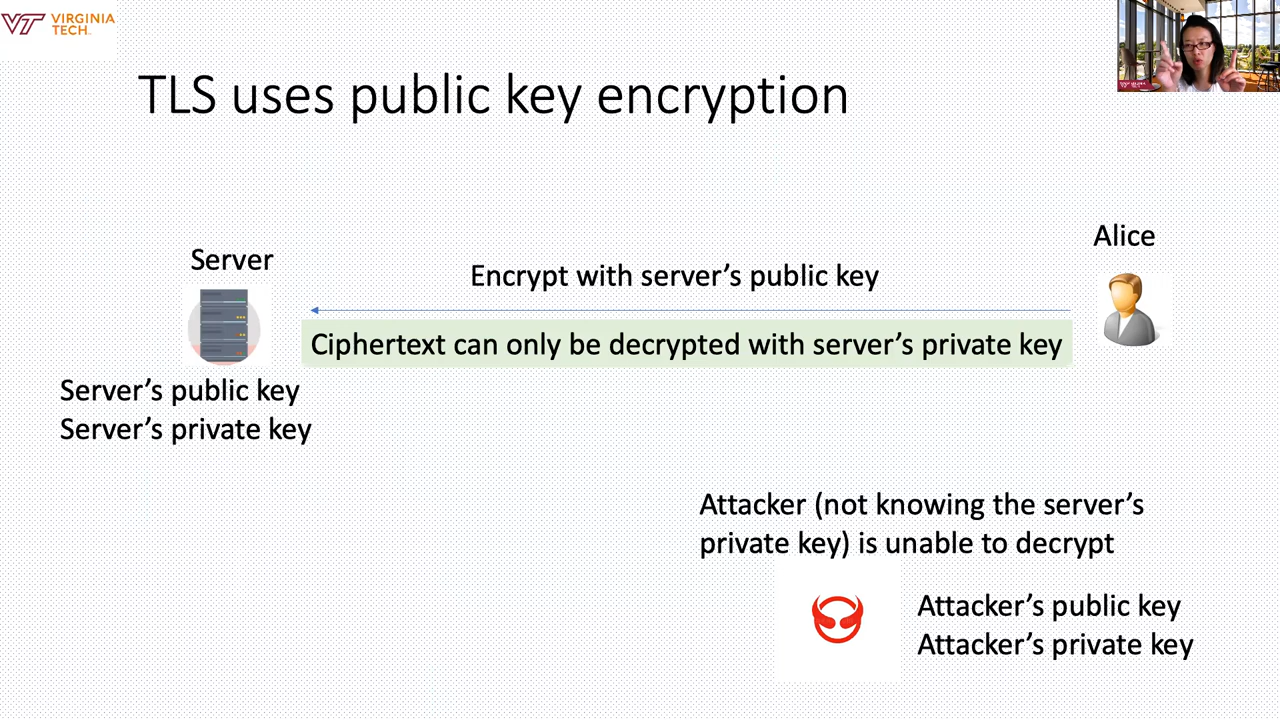 VIRGINIA
TECH
TLS uses public key encryption
Alice
Server
Encrypt with server’s public key
Ciphertext can only be decrypted with server’s private key
Server’s public key
Server’s private key
Attacker (not knowing the server’s
private key) is unable to decrypt
Attacker’s public key
Attacker’s private key